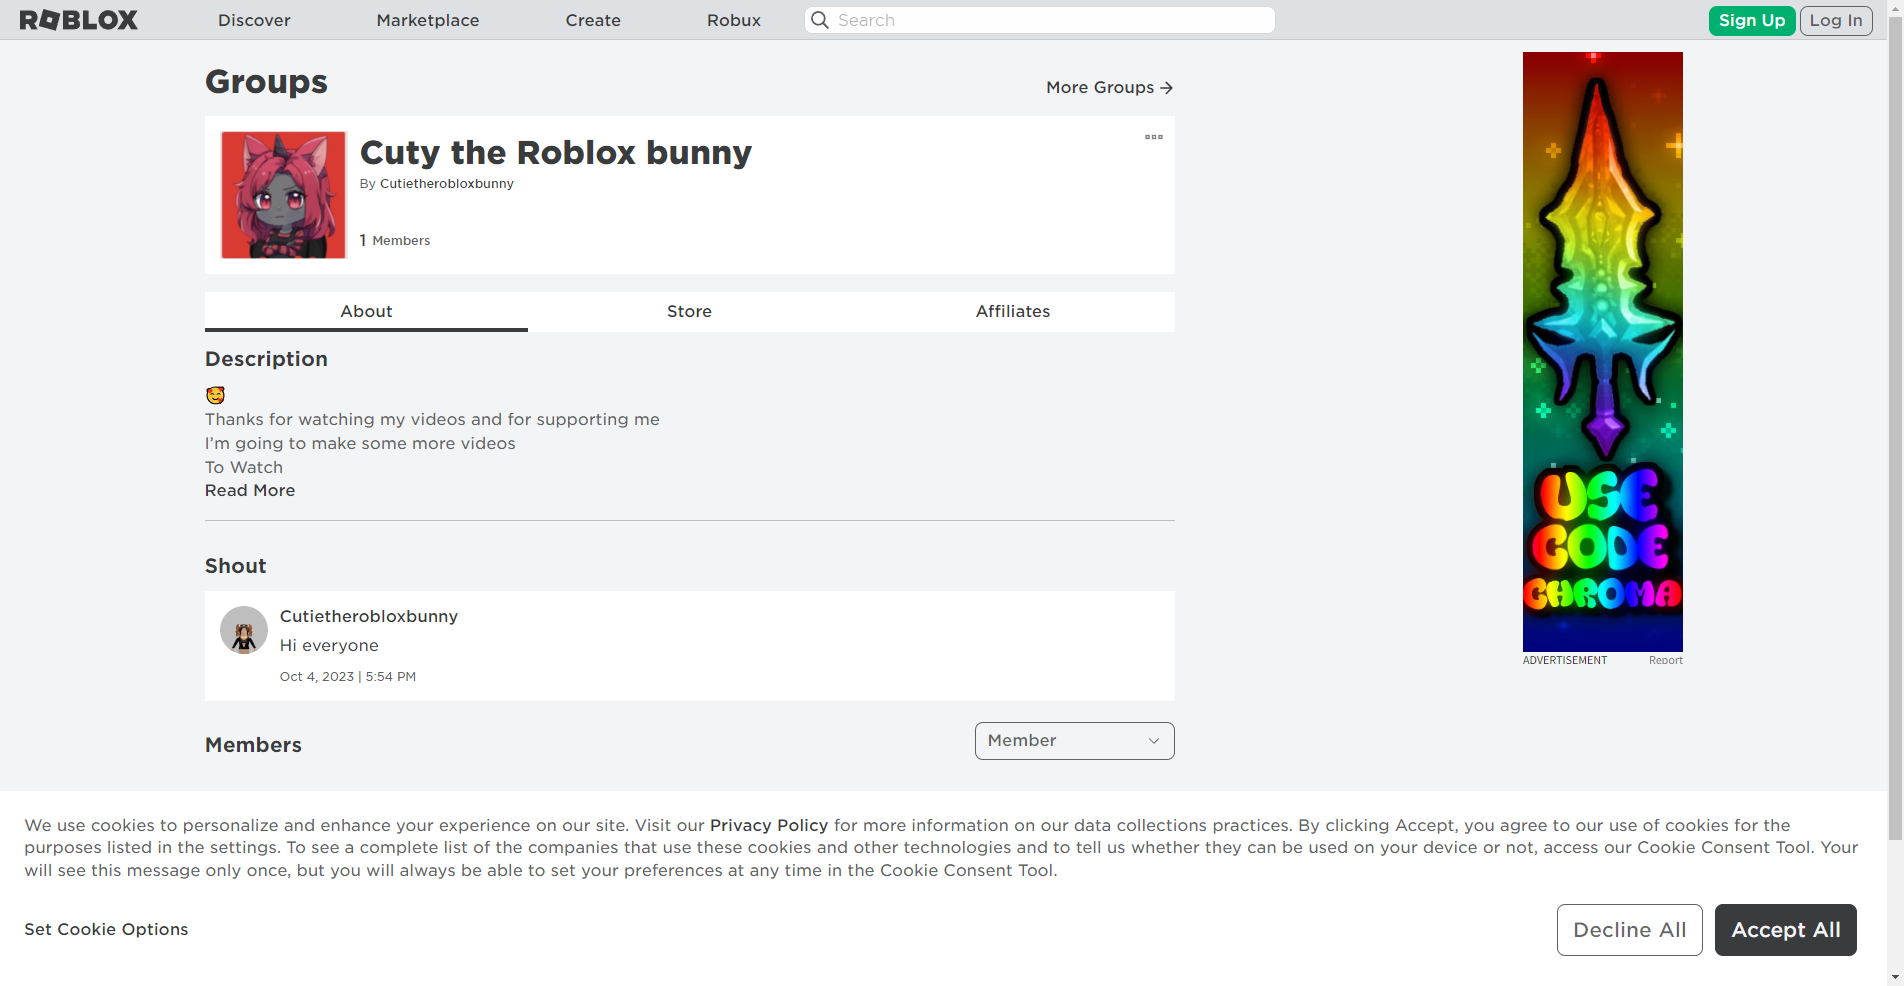 ROBLOX
Discover
Marketplace
Create
Robux
Search
Sign Up
Log In
Groups
More Groups
Cuty the Roblox bunny
By Cutietherobloxbunny
1 Members
About
Store
Affiliates
Description
Thanks for watching my videos and for supporting me
I’m going to make some more videos
To Watch
Read More
Shout
Cutietherobloxbunny
Hi everyone
Oct 4, 2023 | 5:54 PM
Members
Member
USE
CODE
CHROMA
ADVERTISEMENT
Report
We use cookies to personalize and enhance your experience on our site. Visit our Privacy Policy for more information on our data collections practices. By clicking Accept, you agree to our use of cookies for the
purposes listed in the settings. To see a complete list of the companies that use these cookies and other technologies and to tell us whether they can be used on your device or not, access our Cookie Consent Tool. Your
will see this message only once, but you will always be able to set your preferences at any time in the Cookie Consent Tool.
Set Cookie Options
Decline All
Accept All